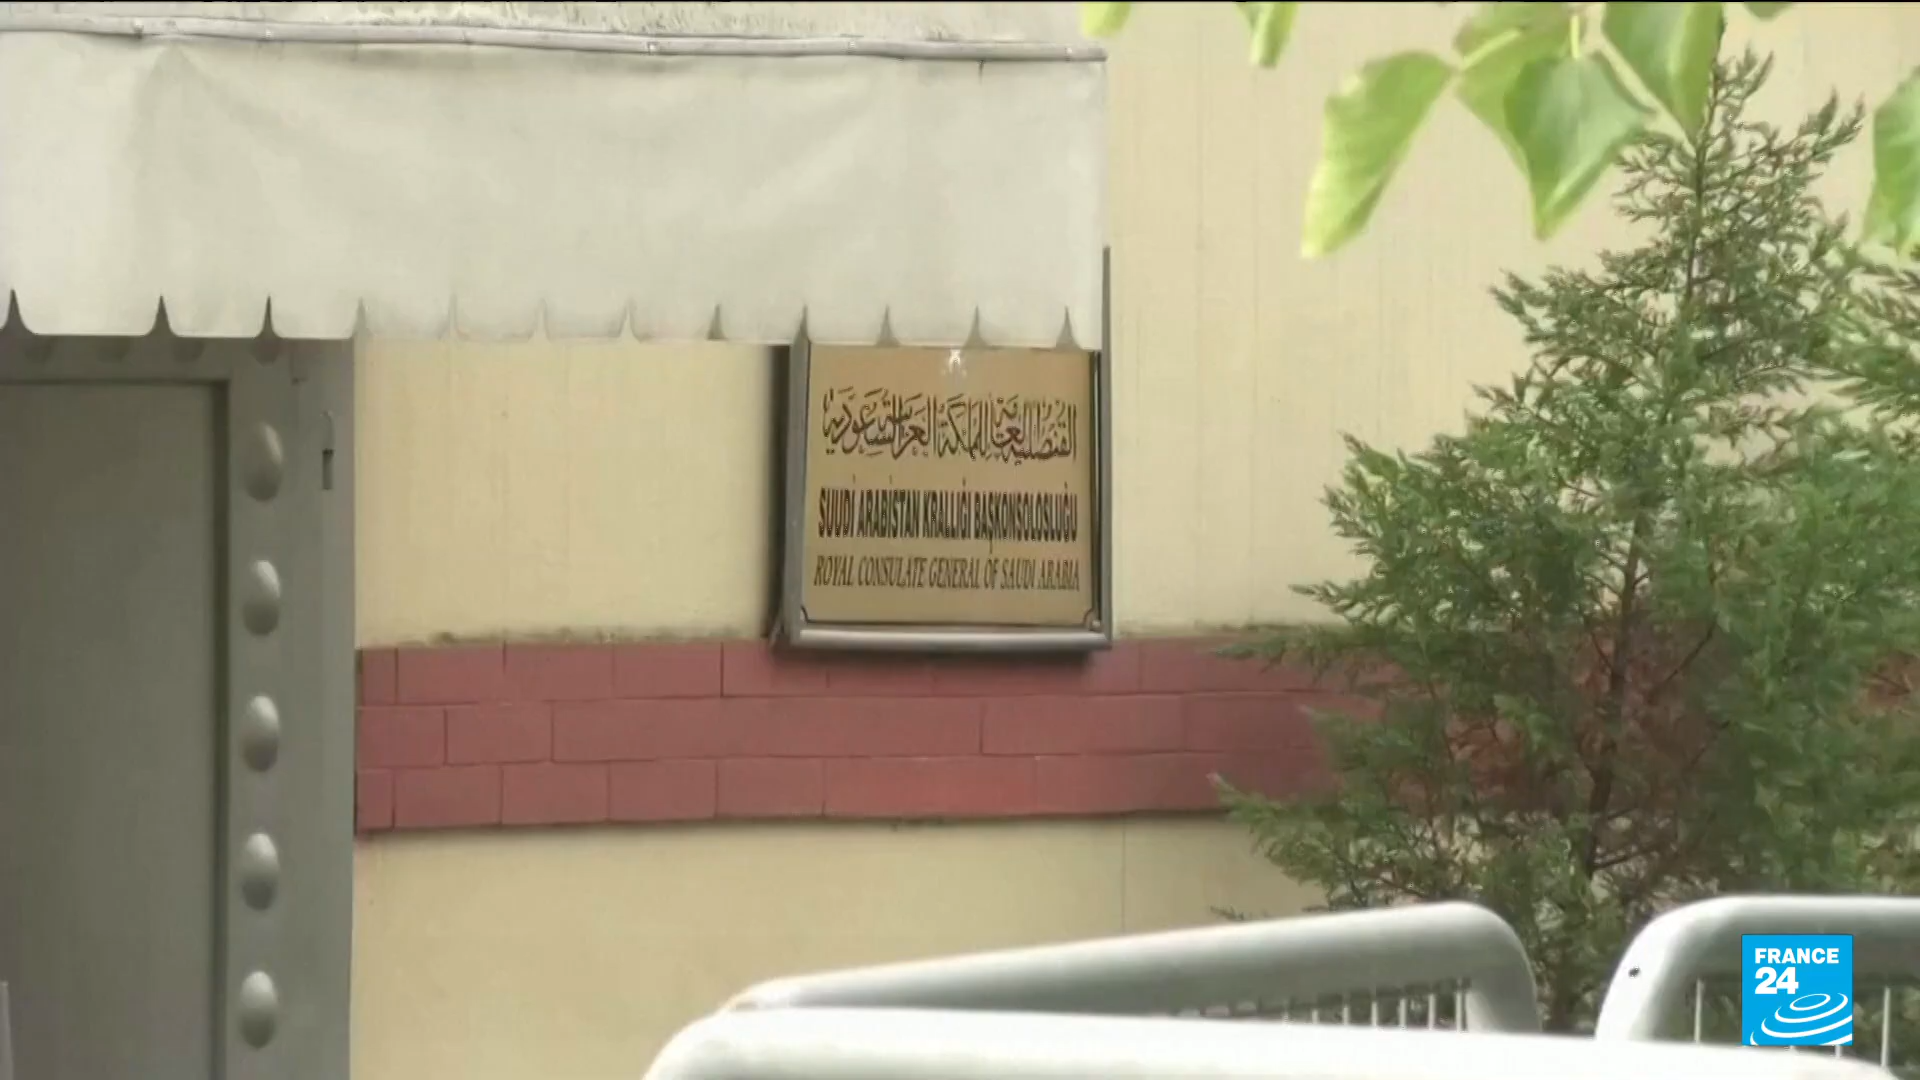 القنصلية العامة للمملكة العربية السعودية
SUUDİ ARABİSTAN KRALLIĞI BAŞKONSOLOSLUĞU
ROYAL CONSULATE GENERAL OF SAUDI ARABIA
FRANCE
24